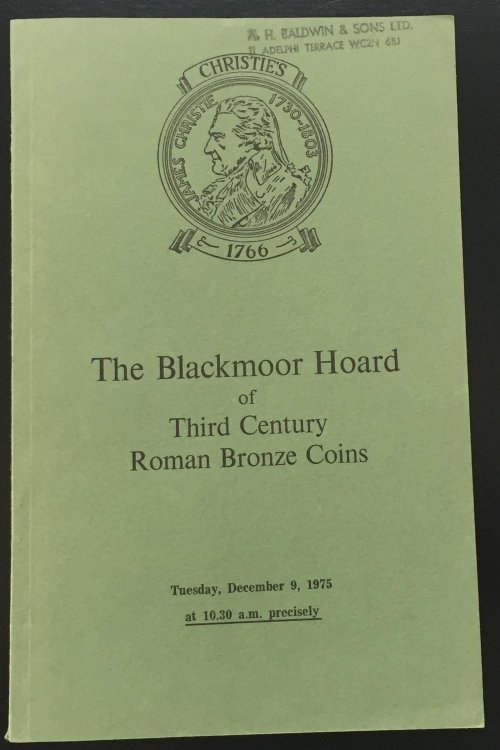 A. H. BALDWIN & SONS LTD.
11 ADELPHI TERRACE WC2N 6BJ
CHRISTIE'S
JAMES CHRISTIE 1730-1803
1766
The Blackmoor Hoard
of
Third Century
Roman Bronze Coins
Tuesday, December 9, 1975
at 10.30 a.m. precisely